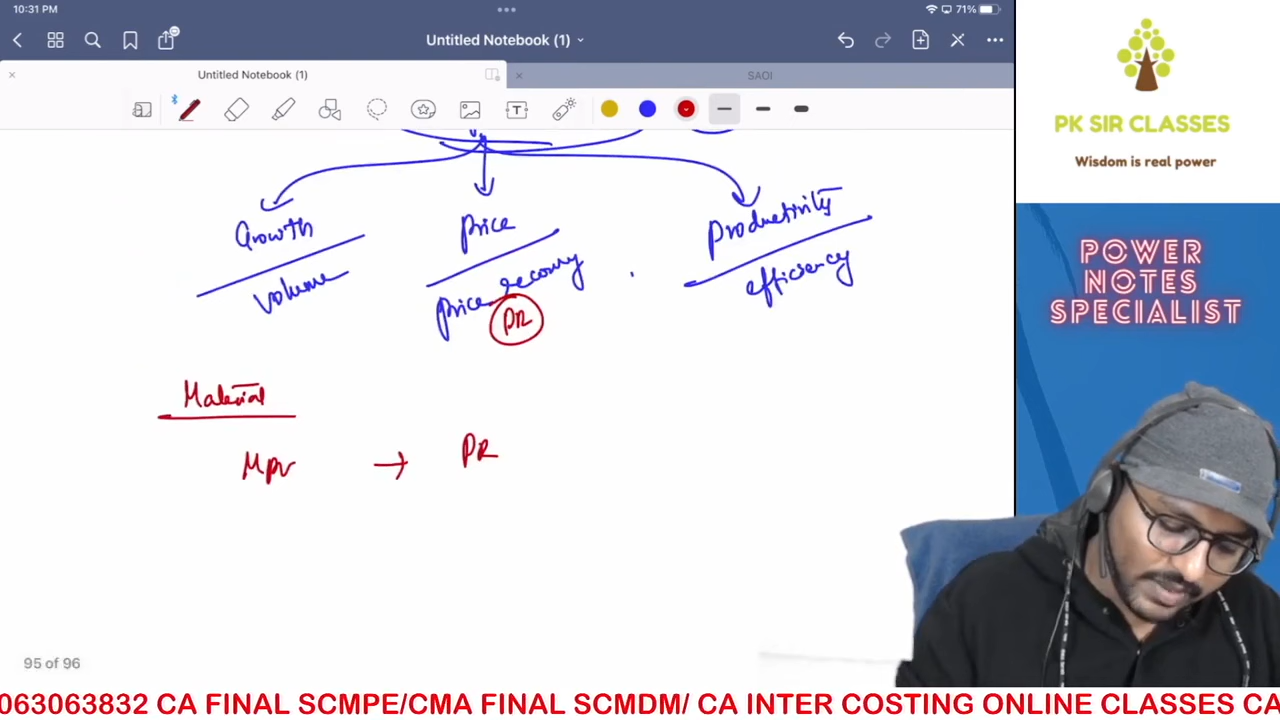 10:31 PM
71%
Untitled Notebook (1)
Untitled Notebook (1)
SAOI
T
PK SIR CLASSES
Wisdom is real power
POWER
NOTES
SPECIALIST
Growth
volume
Price
price recovery
PR
Productivity
efficiency
Material
Mpv → PR
95 of 96
063063832 CA FINAL SCMPE/CMA FINAL SCMDM/ CA INTER COSTING ONLINE CLASSES CA